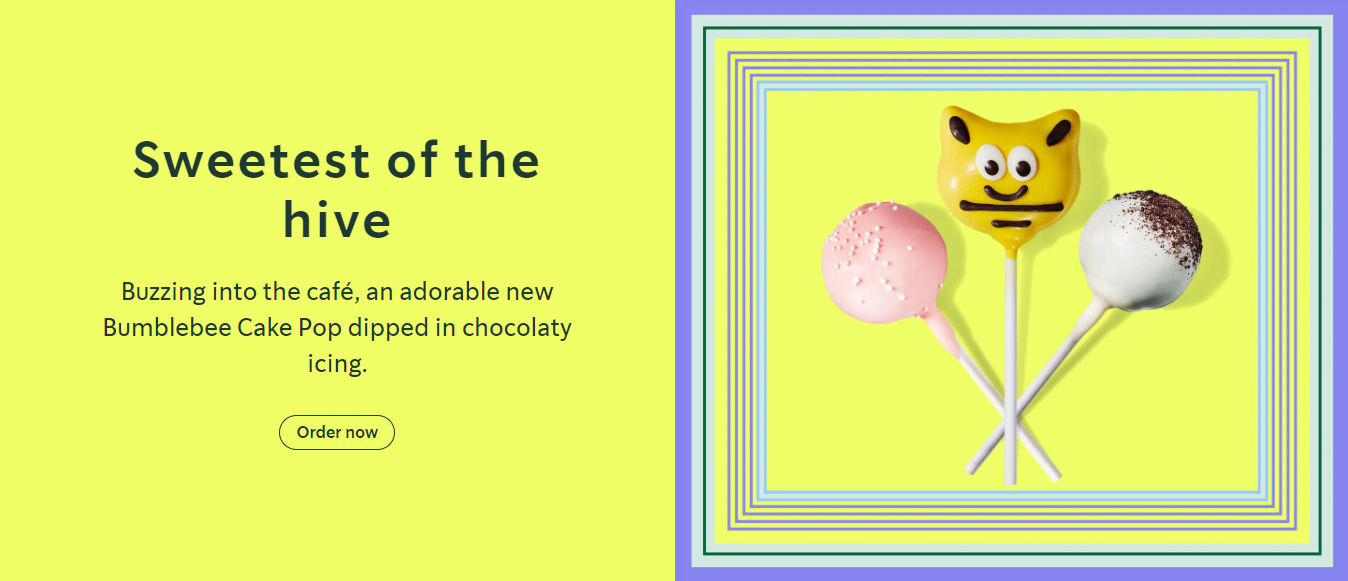 Sweetest of the
hive
Buzzing into the café, an adorable new
Bumblebee Cake Pop dipped in chocolaty
icing.
Order now